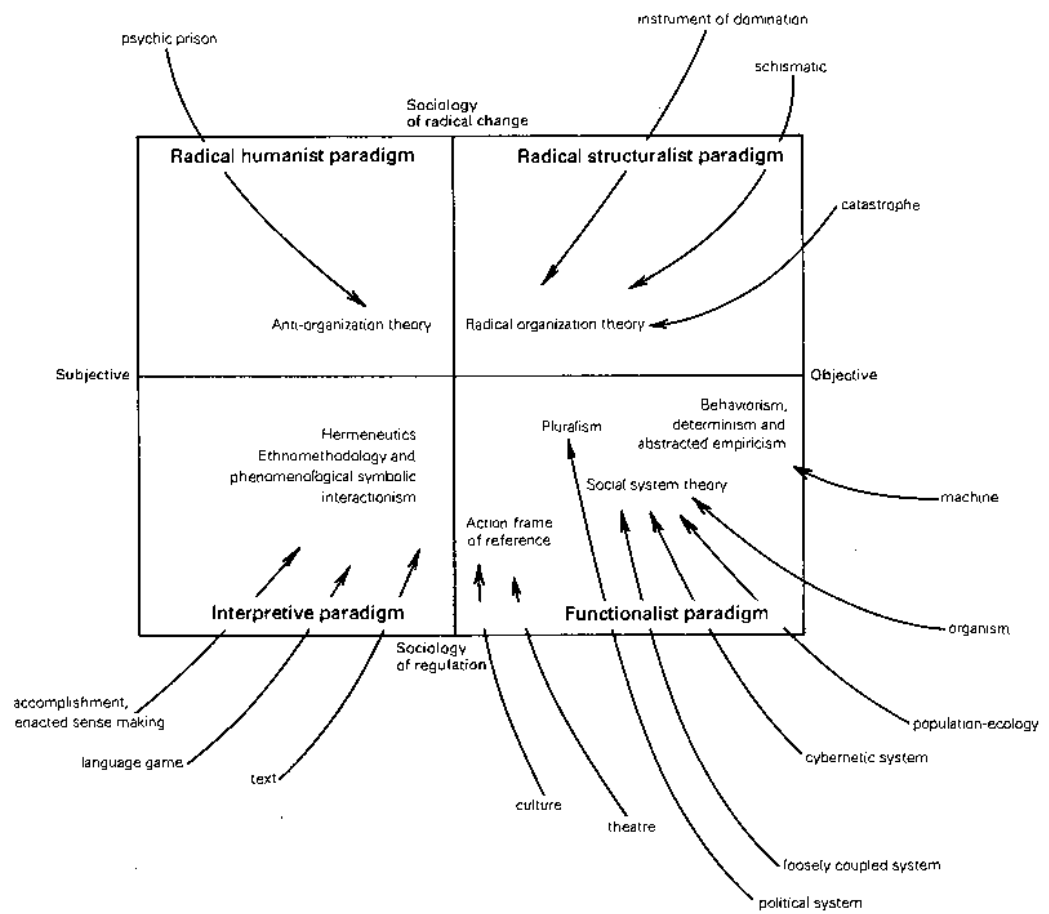 instrument of domination
psychic prison
schismatic
Sociology
of radical change
Radical humanist paradigm
Radical structuralist paradigm
catastrophe
Anti-organization theory
Radical organization theory
Subjective
Objective
Behaviorism,
determinism and
abstracted empiricism
Pluralism
Hermeneutics
Ethnomethodology and
phenomenological symbolic
interactionism
Social system theory
machine
Action frame
of reference
Interpretive paradigm
Functionalist paradigm
organism
Sociology
of regulation
accomplishment,
enacted sense making
population-ecology
language game
cybernetic system
text
culture
theatre
loosely coupled system
political system